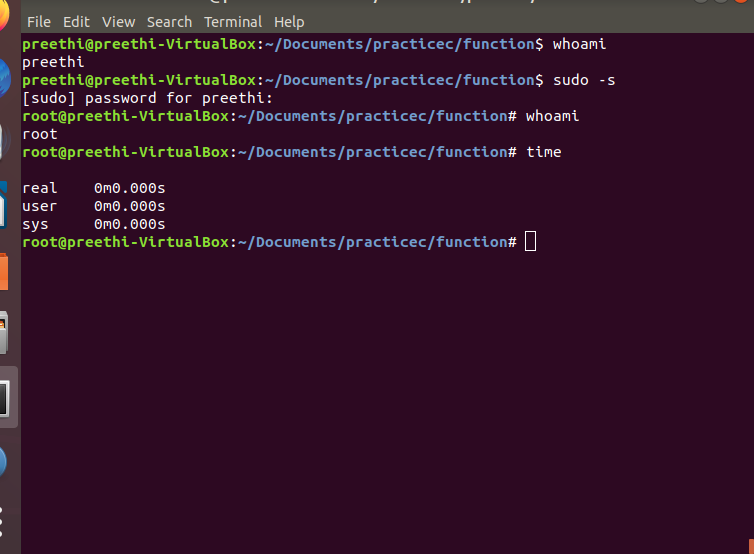 File Edit View Search Terminal Help
preethi@preethi-VirtualBox:~/Documents/practicec/function$ whoami
preethi
preethi@preethi-VirtualBox:~/Documents/practicec/function$ sudo -s
[sudo] password for preethi:
root@preethi-VirtualBox:~/Documents/practicec/function# whoami
root
root@preethi-VirtualBox:~/Documents/practicec/function# time

real    0m0.000s
user    0m0.000s
sys     0m0.000s
root@preethi-VirtualBox:~/Documents/practicec/function#